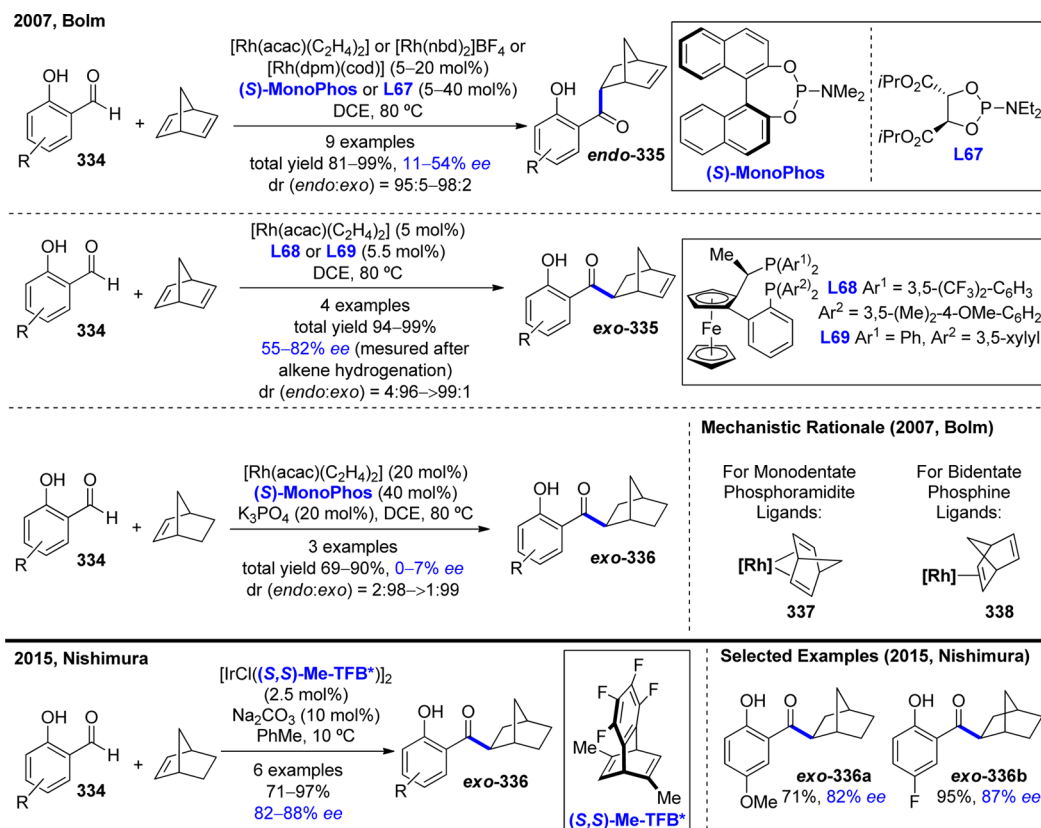 2007, Bolm
[Rh(acac)(C2H4)2] or [Rh(nbd)2]BF4 or
[Rh(dpm)(cod)] (5–20 mol%)
(S)-MonoPhos or L67 (5–40 mol%)
DCE, 80 ºC
9 examples
total yield 81–99%, 11–54% ee
dr (endo:exo) = 95:5–98:2
OH
O
H
R
334
+
OH
O
R
endo-335
O
P
O
NMe2
(S)-MonoPhos
iPrO2C
iPrO2C
O
P
O
NEt2
L67
[Rh(acac)(C2H4)2] (5 mol%)
L68 or L69 (5.5 mol%)
DCE, 80 ºC
4 examples
total yield 94–99%
55–82% ee (mesured after
alkene hydrogenation)
dr (endo:exo) = 4:96–>99:1
OH
O
H
R
334
+
OH
O
R
exo-335
Me
P(Ar1)2
P(Ar2)2
Fe
L68 Ar1 = 3,5-(CF3)2-C6H3
Ar2 = 3,5-(Me)2-4-OMe-C6H2
L69 Ar1 = Ph, Ar2 = 3,5-xylyl
[Rh(acac)(C2H4)2] (20 mol%)
(S)-MonoPhos (40 mol%)
K3PO4 (20 mol%), DCE, 80 ºC
3 examples
total yield 69–90%, 0–7% ee
dr (endo:exo) = 2:98–>1:99
OH
O
H
R
334
+
OH
O
R
exo-336
Mechanistic Rationale (2007, Bolm)
For Monodentate
Phosphoramidite
Ligands:
[Rh]
337
For Bidentate
Phosphine
Ligands:
[Rh]
338
2015, Nishimura
[IrCl((S,S)-Me-TFB*)]2
(2.5 mol%)
Na2CO3 (10 mol%)
PhMe, 10 ºC
6 examples
71–97%
82–88% ee
OH
O
H
R
334
+
OH
O
R
exo-336
F
F
F
F
Me
Me
(S,S)-Me-TFB*
Selected Examples (2015, Nishimura)
OH
O
OMe
exo-336a
71%, 82% ee
OH
O
F
exo-336b
95%, 87% ee